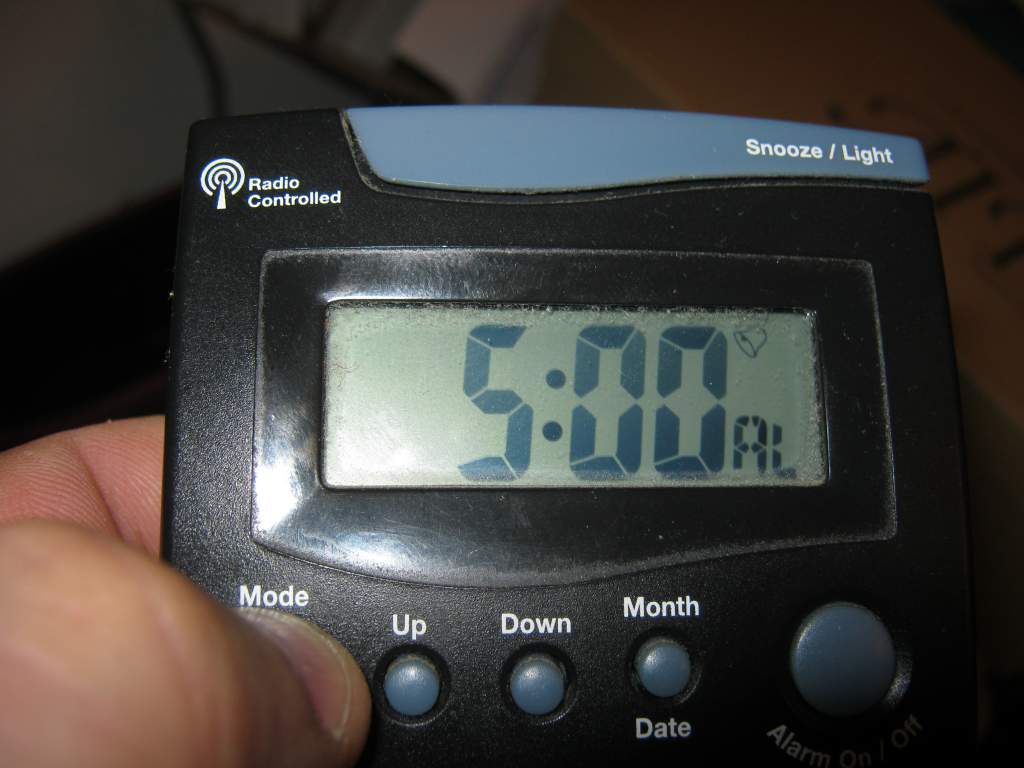 Snooze / Light
Radio
Controlled
5:00
AL
Mode
Up
Down
Month
Date
Alarm On / Off